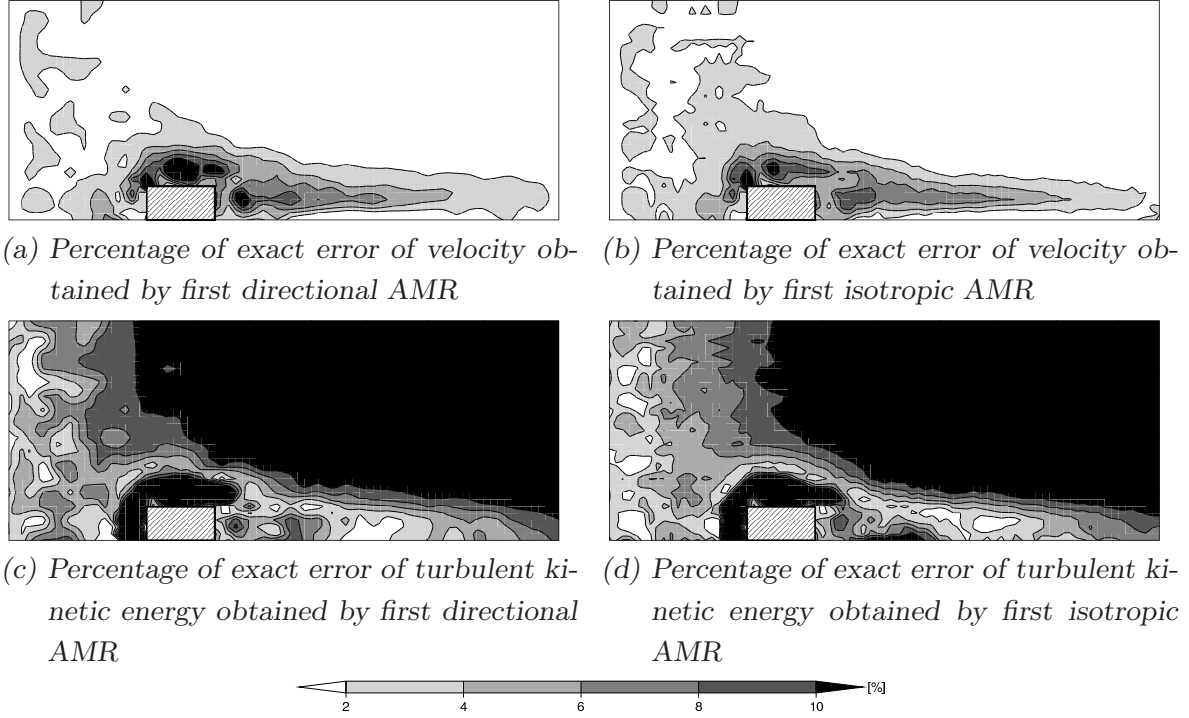 (a) Percentage of exact error of velocity ob-
tained by first directional AMR
(b) Percentage of exact error of velocity ob-
tained by first isotropic AMR
(c) Percentage of exact error of turbulent ki-
netic energy obtained by first directional
AMR
(d) Percentage of exact error of turbulent ki-
netic energy obtained by first isotropic
AMR
[%]
2 4 6 8 10